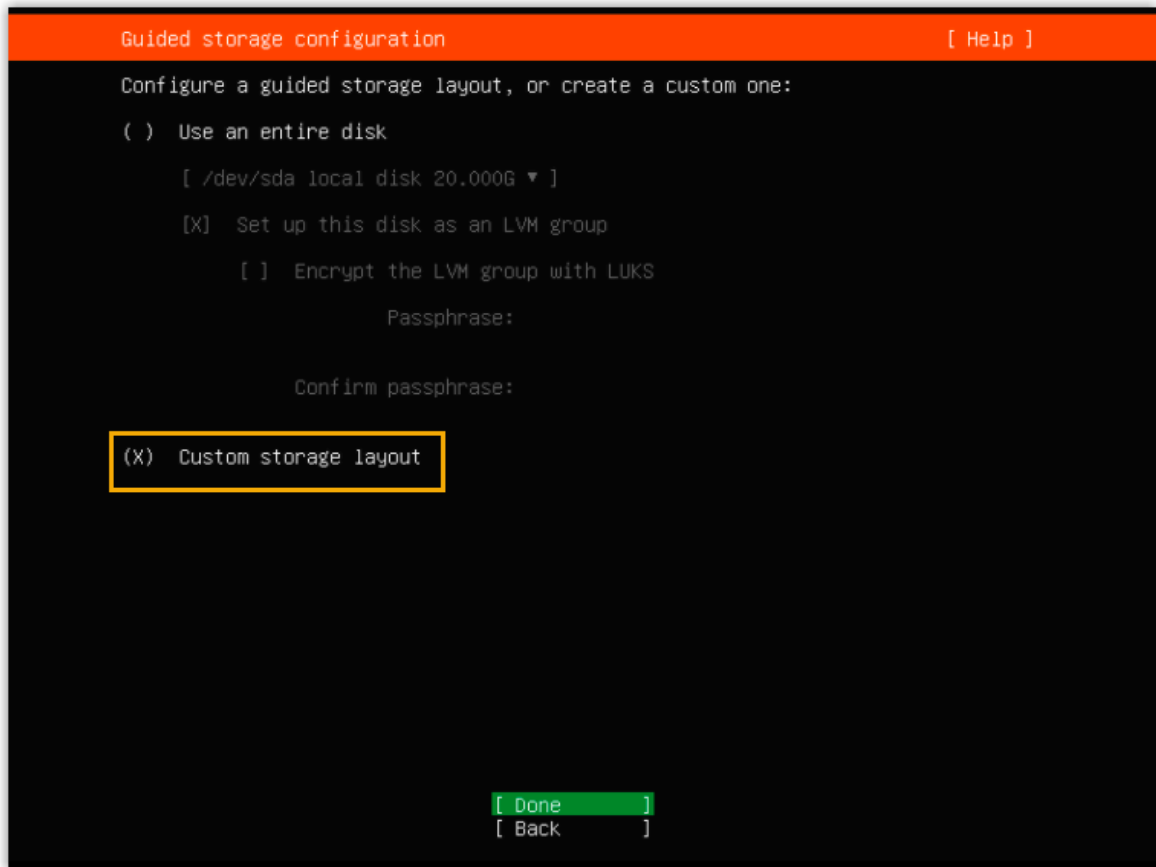 Guided storage configuration [ Help ]
Configure a guided storage layout, or create a custom one:
( ) Use an entire disk
[ /dev/sda local disk 20.000G ▾ ]
[X] Set up this disk as an LVM group
[ ] Encrypt the LVM group with LUKS
Passphrase:
Confirm passphrase:
(X) Custom storage layout
[ Done ]
[ Back ]